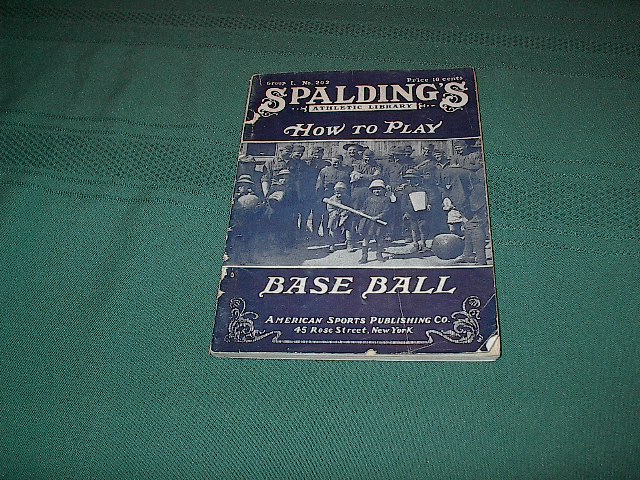 Group I. No. 202 Price 10 cents
SPALDING'S
ATHLETIC LIBRARY
HOW TO PLAY
BASE BALL
AMERICAN SPORTS PUBLISHING CO.
45 Rose Street, New York